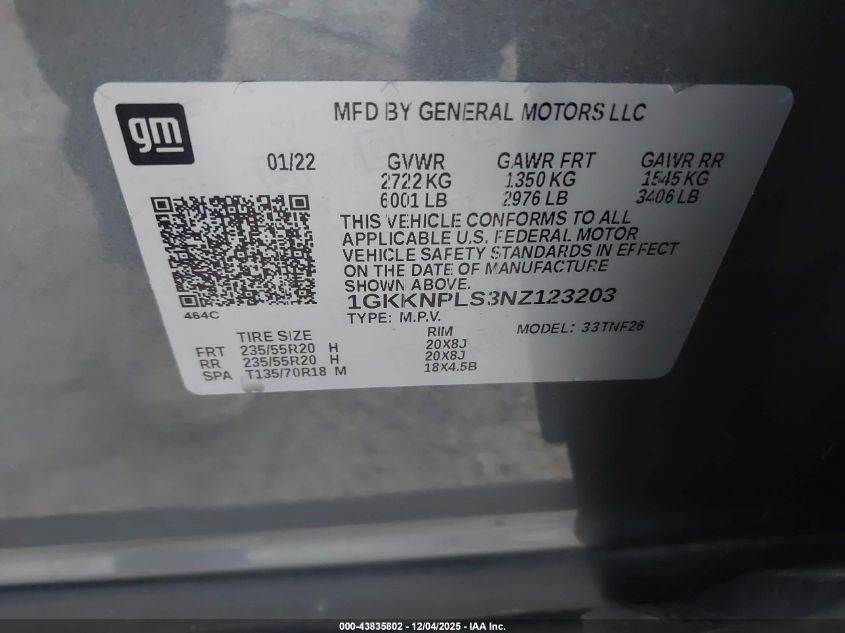 gm
MFD BY GENERAL MOTORS LLC
01/22 GVWR GAWR FRT GAWR RR
2722 KG 1350 KG 1545 KG
6001 LB 2976 LB 3406 LB
THIS VEHICLE CONFORMS TO ALL
APPLICABLE U.S. FEDERAL MOTOR
VEHICLE SAFETY STANDARDS IN EFFECT
ON THE DATE OF MANUFACTURE
SHOWN ABOVE.
1GKKNPLS3NZ123203
464C
TYPE: M.P.V. MODEL: 33TNF26
TIRE SIZE RIM
FRT 235/55R20 H 20X8J
RR 235/55R20 H 20X8J
SPA T135/70R18 M 18X4.5B
000-43835802 - 12/04/2025 - IAA Inc.